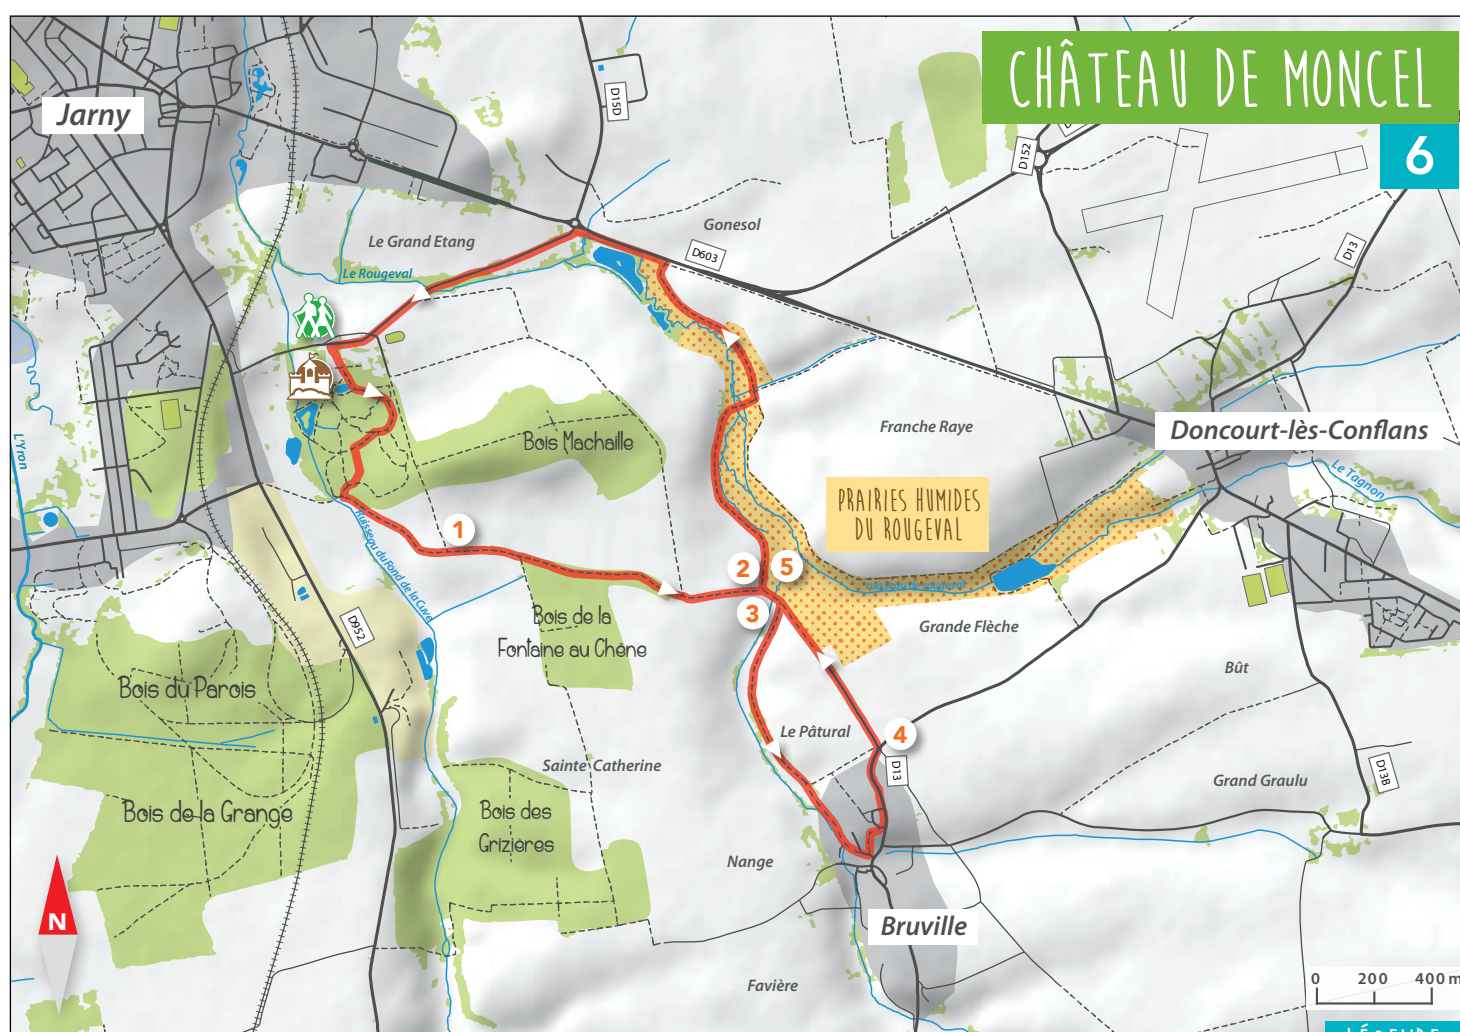 CHÂTEAU DE MONCEL
6
Jarny
D15D
D152
D13
Gonesol
Le Grand Etang
D603
Le Rougeval
Franche Raye
Doncourt-lès-Conflans
Bois Machaille
L'Yron
Le Tagnon
PRAIRIES HUMIDES
DU ROUGEVAL
1
Ruisseau du Fond de la Cuve
2
5
3
Bois de la
Fontaine au Chêne
Grande Flèche
D952
Bois du Parois
Bût
Le Pâtural
4
Sainte Catherine
D13
Grand Graulu
D13B
Bois de la Grange
Bois des
Grizières
Nange
N
Bruville
Favière
0 200 400 m
LÉGENDE